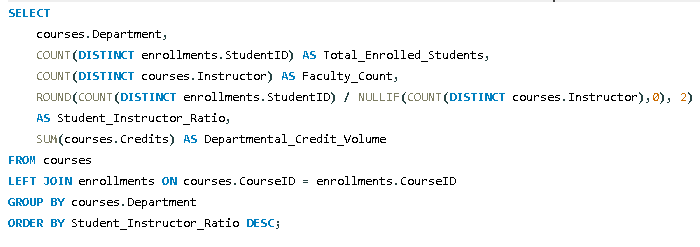 SELECT
courses.Department,
COUNT(DISTINCT enrollments.StudentID) AS Total_Enrolled_Students,
COUNT(DISTINCT courses.Instructor) AS Faculty_Count,
ROUND(COUNT(DISTINCT enrollments.StudentID) / NULLIF(COUNT(DISTINCT courses.Instructor),0), 2)
AS Student_Instructor_Ratio,
SUM(courses.Credits) AS Departmental_Credit_Volume
FROM courses
LEFT JOIN enrollments ON courses.CourseID = enrollments.CourseID
GROUP BY courses.Department
ORDER BY Student_Instructor_Ratio DESC;